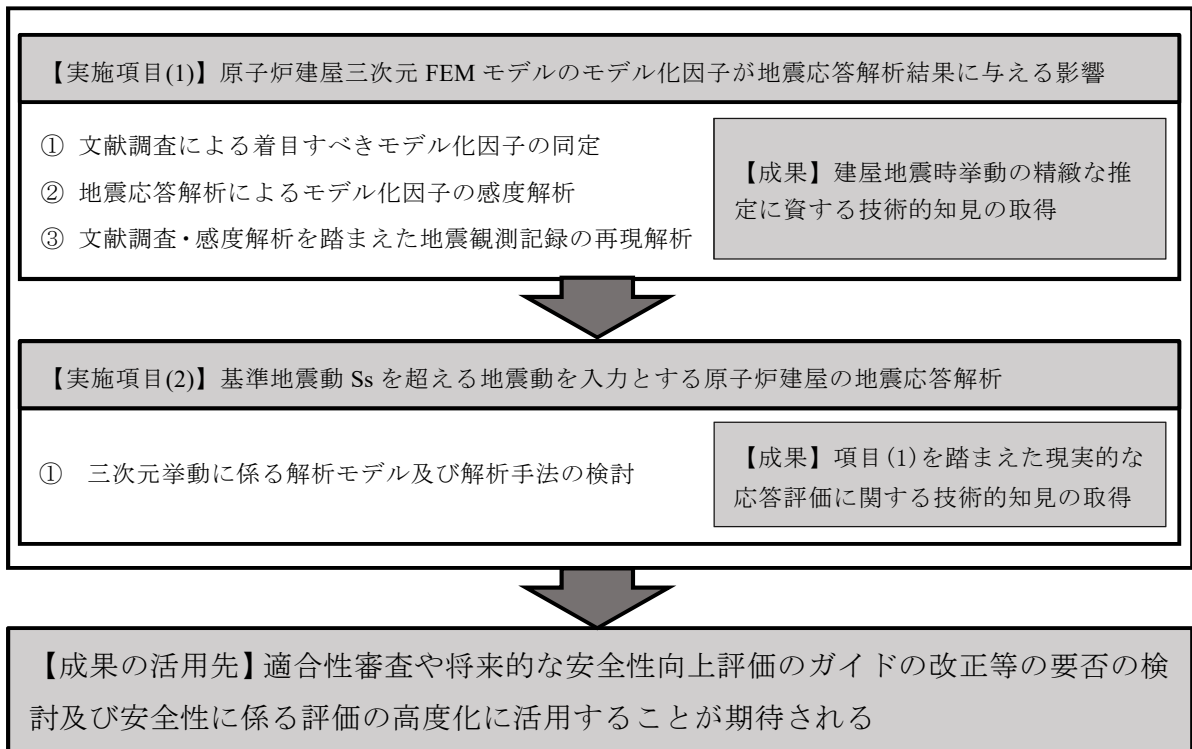 【実施項目(1)】原子炉建屋三次元 FEM モデルのモデル化因子が地震応答解析結果に与える影響
① 文献調査による着目すべきモデル化因子の同定
② 地震応答解析によるモデル化因子の感度解析
③ 文献調査・感度解析を踏まえた地震観測記録の再現解析
【成果】建屋地震時挙動の精緻な推
定に資する技術的知見の取得
【実施項目(2)】基準地震動 Ss を超える地震動を入力とする原子炉建屋の地震応答解析
① 三次元挙動に係る解析モデル及び解析手法の検討
【成果】項目(1)を踏まえた現実的な
応答評価に関する技術的知見の取得
【成果の活用先】適合性審査や将来的な安全性向上評価のガイドの改正等の要否の検
討及び安全性に係る評価の高度化に活用することが期待される